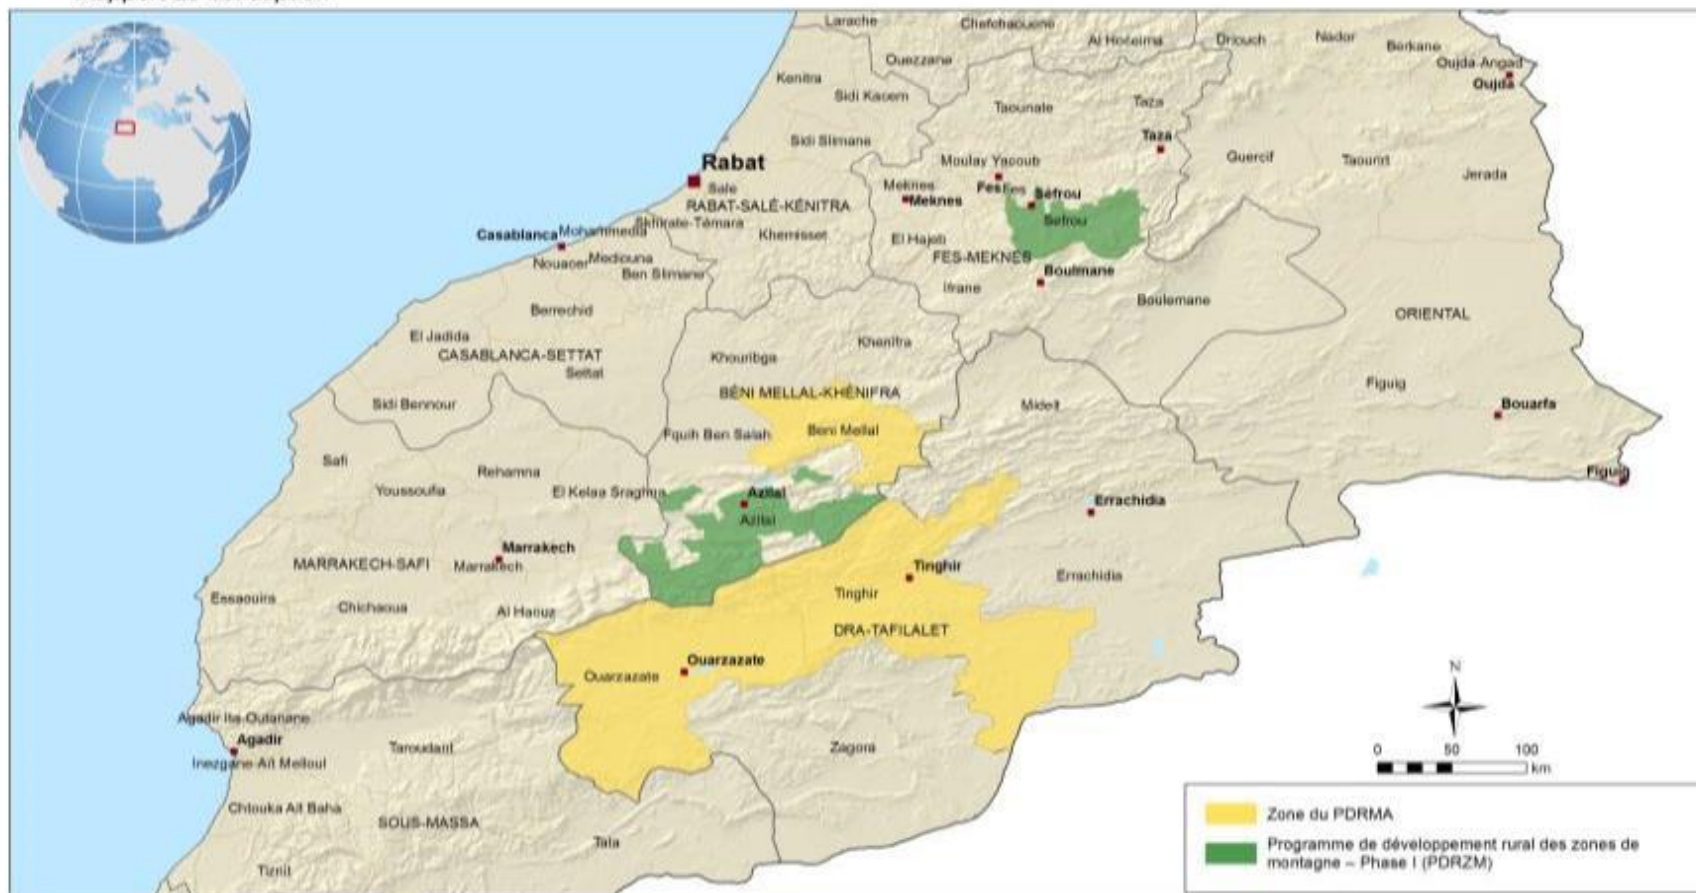 Larache
Chefchaouene
Al Hoceima
Driouch
Nador
Berkane
Ouezzane
Oujda-Angad
Oujda
Kenitra
Sidi Kacem
Taounate
Taza
Taza
Sidi Slimane
Guercif
Taourirt
Jerada
Moulay Yacoub
Rabat
Sale
Meknes
Meknes
Fes
Fes
Sefrou
Sefrou
RABAT-SALÉ-KÉNITRA
Skhirate-Témara
Casablanca
Mohammedia
Khemisset
El Hajeb
FES-MEKNES
Nouacer
Mediouna
Ben Slimane
Boulmane
Ifrane
Boulemane
Berrechid
ORIENTAL
El Jadida
CASABLANCA-SETTAT
Settat
Khouribga
Khenifra
Figuig
BÉNI MELLAL-KHÉNIFRA
Sidi Bennour
Midelt
Bouarfa
Fquih Ben Salah
Beni Mellal
Safi
Rehamna
Figuig
Youssoufia
El Kelaa Sraghna
Azilal
Azilal
Errachidia
Marrakech
MARRAKECH-SAFI
Marrakech
Tinghir
Errachidia
Essaouira
Chichaoua
Al Haouz
Tinghir
DRA-TAFILALET
Ouarzazate
Ouarzazate
N
Agadir Ida-Outanane
Agadir
Inezgane-Aït Melloul
Taroudant
Zagora
0 50 100
km
Chtouka Ait Baha
SOUS-MASSA
Tata
Tiznit
Zone du PDRMA
Programme de développement rural des zones de
montagne – Phase I (PDRZM)